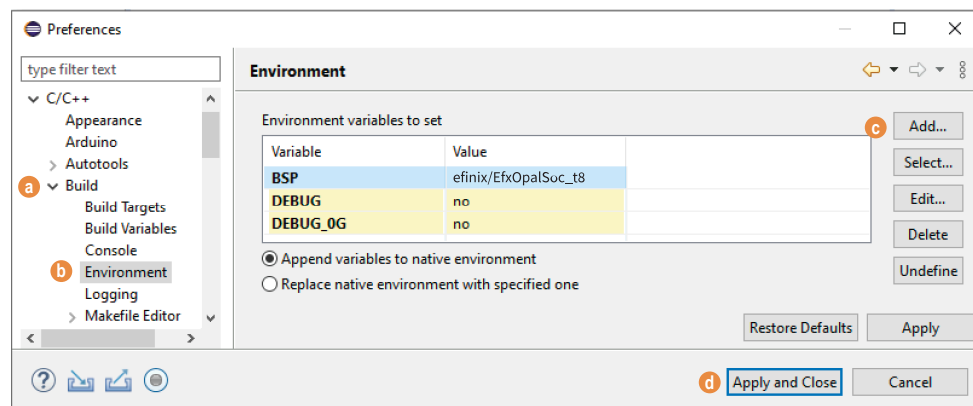 Preferences
type filter text
Environment
C/C++
Appearance
Arduino
Autotools
a Build
Build Targets
Build Variables
Console
b Environment
Logging
Makefile Editor
Environment variables to set
Variable Value
BSP efinix/EfxOpalSoc_t8
DEBUG no
DEBUG_0G no
Append variables to native environment
Replace native environment with specified one
c Add...
Select...
Edit...
Delete
Undefine
Restore Defaults Apply
? d Apply and Close Cancel